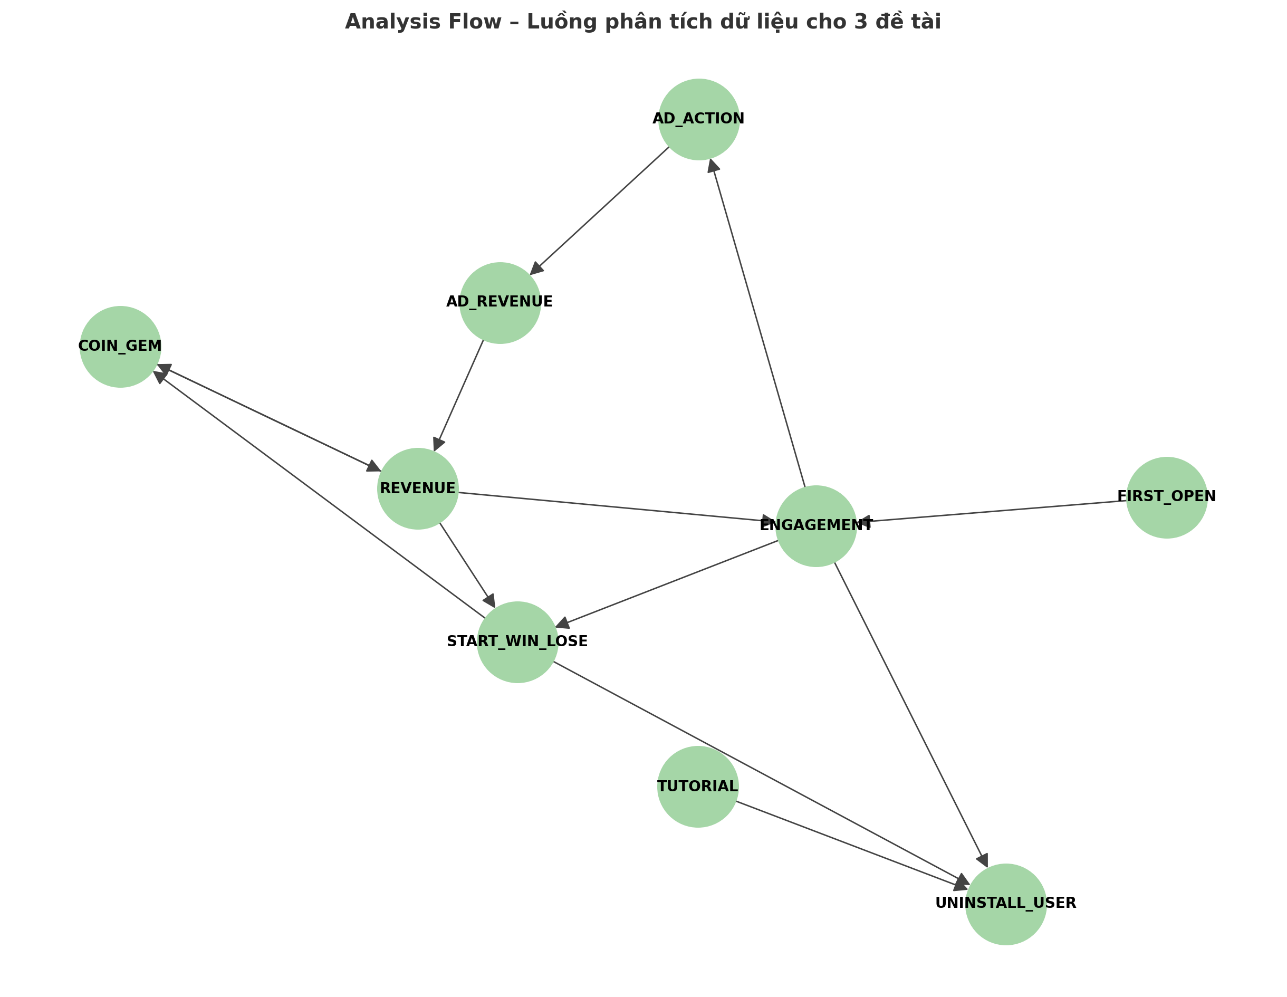 Analysis Flow – Luồng phân tích dữ liệu cho 3 đề tài
AD_ACTION
AD_REVENUE
COIN_GEM
REVENUE
FIRST_OPEN
ENGAGEMENT
START_WIN_LOSE
TUTORIAL
UNINSTALL_USER